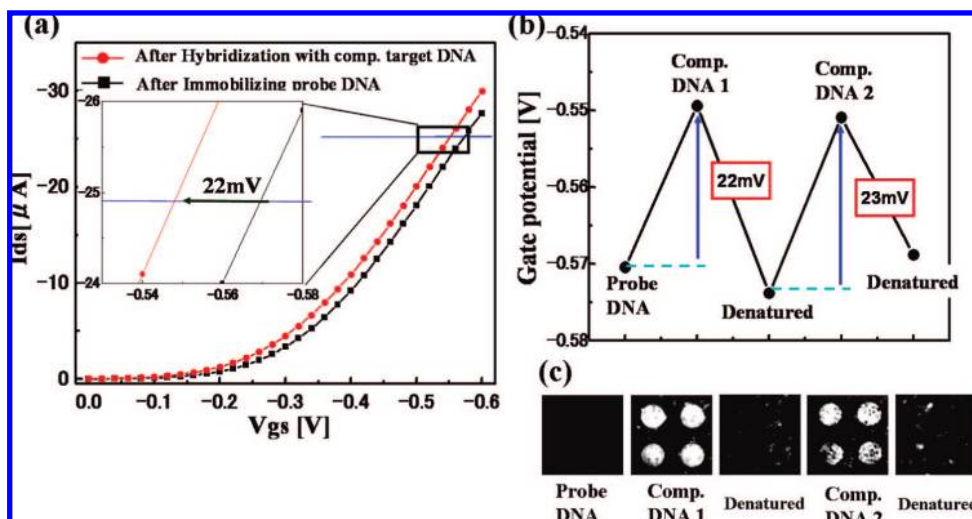 (a)
After Hybridization with comp. target DNA
After Immobilizing probe DNA
Ids[μA]
-30
-20
-10
0
0.0 -0.1 -0.2 -0.3 -0.4 -0.5 -0.6
Vgs [V]
-26
-25
-24
-0.54 -0.56 -0.58
22mV
(b)
Gate potential [V]
-0.54
-0.55
-0.56
-0.57
-0.58
Comp.
DNA 1
Comp.
DNA 2
22mV
23mV
Probe
DNA
Denatured
Denatured
(c)
Probe
DNA
Comp.
DNA 1
Denatured
Comp.
DNA 2
Denatured